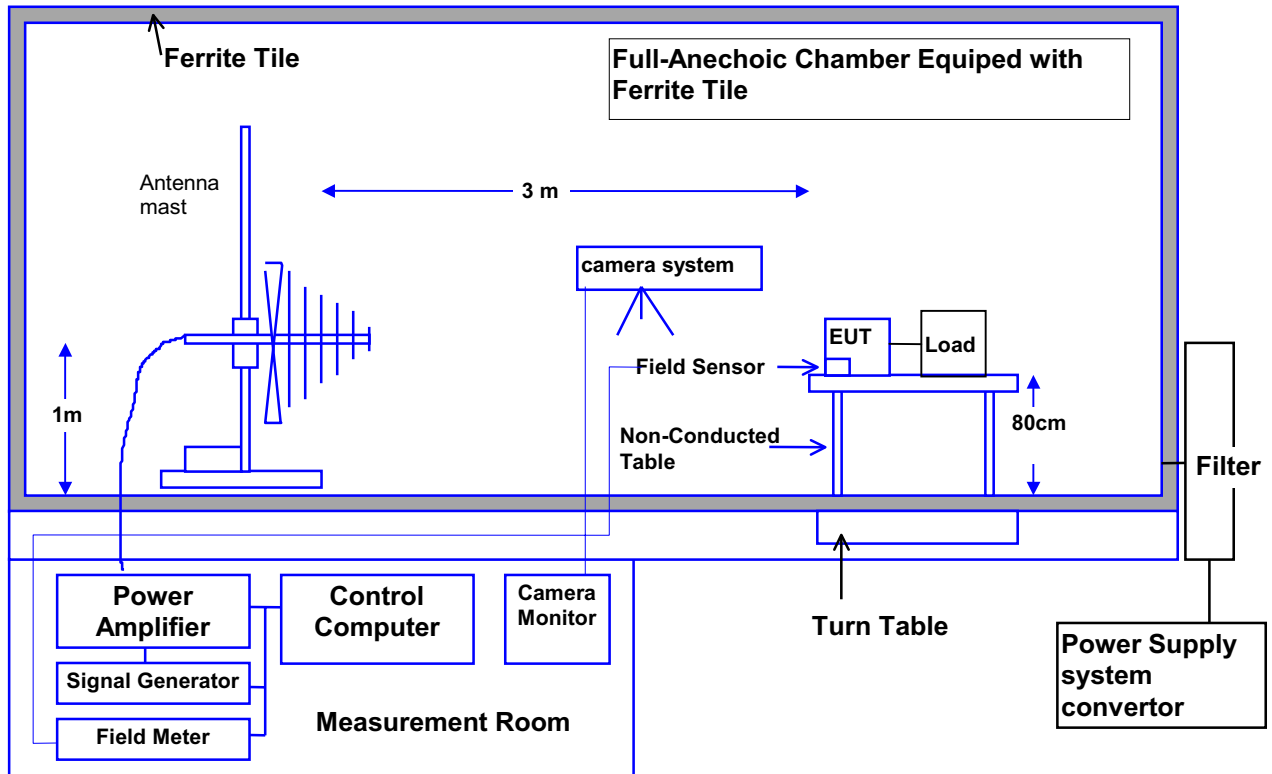 Ferrite Tile
Full-Anechoic Chamber Equiped with
Ferrite Tile
Antenna
mast
3 m
camera system
EUT
Load
Field Sensor
1m
80cm
Non-Conducted
Table
Filter
Power
Amplifier
Control
Computer
Camera
Monitor
Turn Table
Signal Generator
Power Supply
system
convertor
Field Meter
Measurement Room